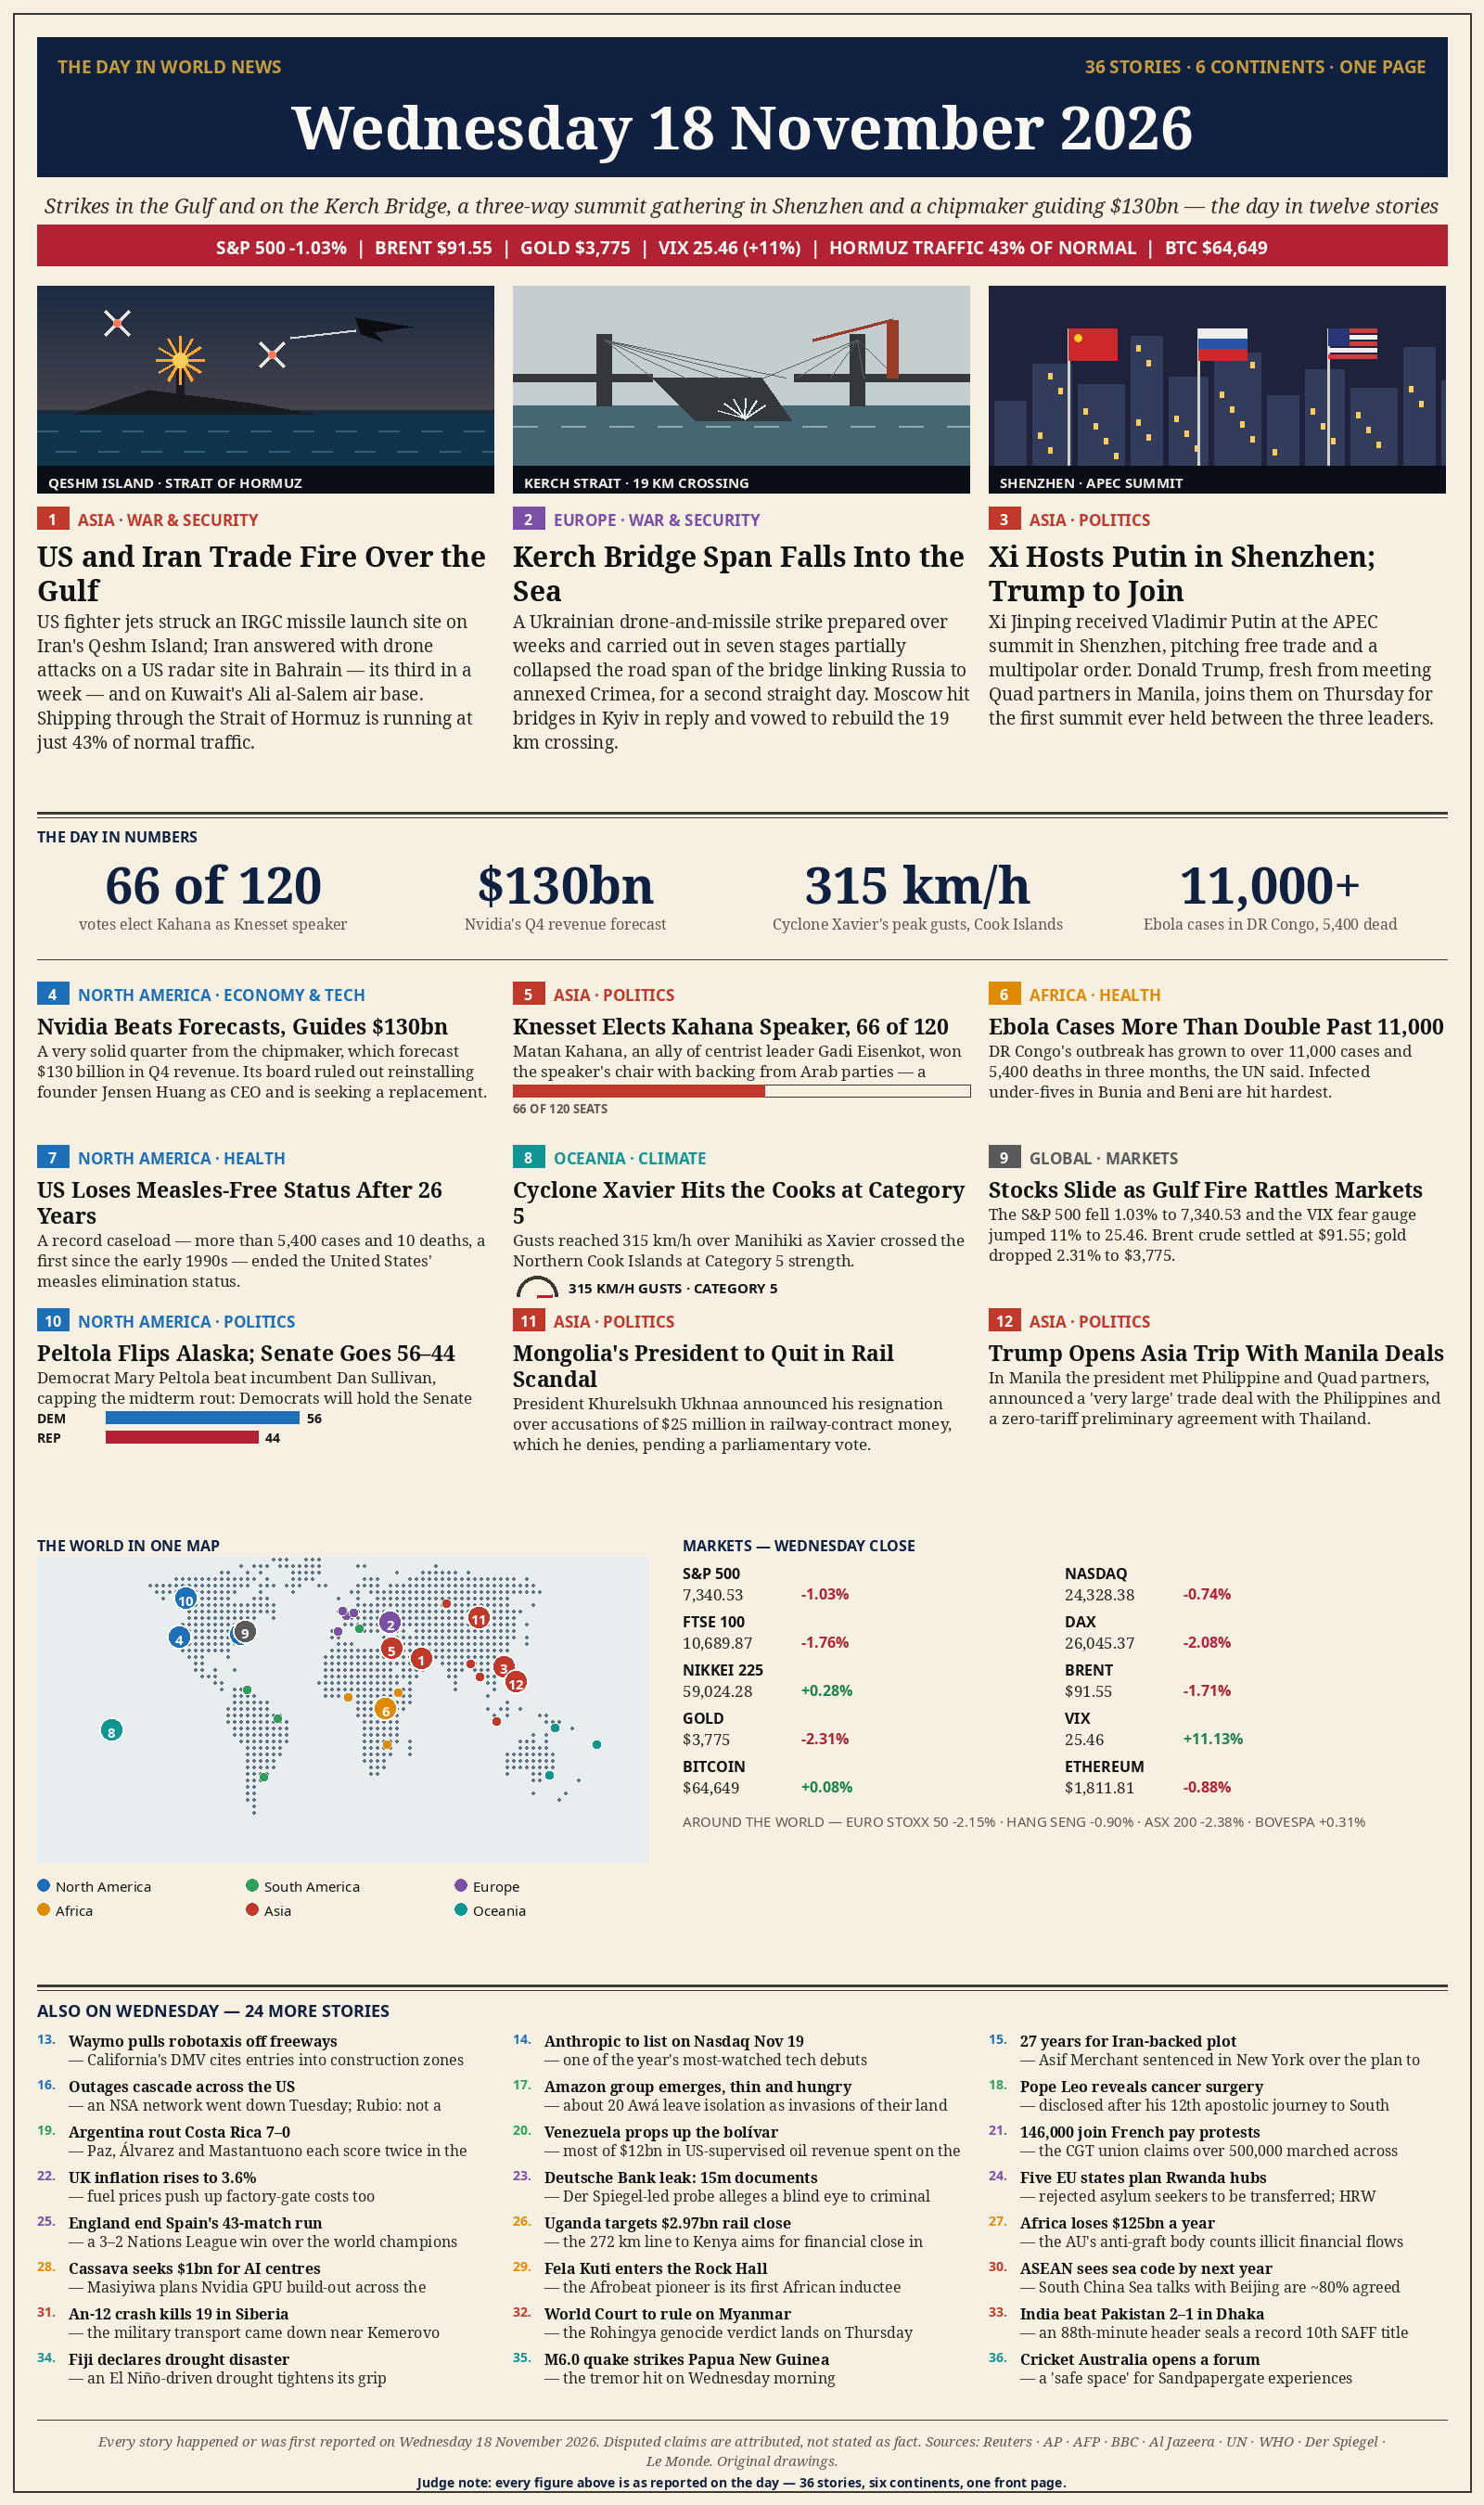 THE DAY IN WORLD NEWS
36 STORIES · 6 CONTINENTS · ONE PAGE
Wednesday 18 November 2026
Strikes in the Gulf and on the Kerch Bridge, a three-way summit gathering in Shenzhen and a chipmaker guiding $130bn — the day in twelve stories
S&P 500 -1.03% | BRENT $91.55 | GOLD $3,775 | VIX 25.46 (+11%) | HORMUZ TRAFFIC 43% OF NORMAL | BTC $64,649
QESHM ISLAND · STRAIT OF HORMUZ
1 ASIA · WAR & SECURITY
US and Iran Trade Fire Over the
Gulf
US fighter jets struck an IRGC missile launch site on
Iran's Qeshm Island; Iran answered with drone
attacks on a US radar site in Bahrain — its third in a
week — and on Kuwait's Ali al-Salem air base.
Shipping through the Strait of Hormuz is running at
just 43% of normal traffic.
KERCH STRAIT · 19 KM CROSSING
2 EUROPE · WAR & SECURITY
Kerch Bridge Span Falls Into the
Sea
A Ukrainian drone-and-missile strike prepared over
weeks and carried out in seven stages partially
collapsed the road span of the bridge linking Russia to
annexed Crimea, for a second straight day. Moscow hit
bridges in Kyiv in reply and vowed to rebuild the 19
km crossing.
SHENZHEN · APEC SUMMIT
3 ASIA · POLITICS
Xi Hosts Putin in Shenzhen;
Trump to Join
Xi Jinping received Vladimir Putin at the APEC
summit in Shenzhen, pitching free trade and a
multipolar order. Donald Trump, fresh from meeting
Quad partners in Manila, joins them on Thursday for
the first summit ever held between the three leaders.
THE DAY IN NUMBERS
66 of 120
votes elect Kahana as Knesset speaker
$130bn
Nvidia's Q4 revenue forecast
315 km/h
Cyclone Xavier's peak gusts, Cook Islands
11,000+
Ebola cases in DR Congo, 5,400 dead
4 NORTH AMERICA · ECONOMY & TECH
Nvidia Beats Forecasts, Guides $130bn
A very solid quarter from the chipmaker, which forecast
$130 billion in Q4 revenue. Its board ruled out reinstalling
founder Jensen Huang as CEO and is seeking a replacement.
5 ASIA · POLITICS
Knesset Elects Kahana Speaker, 66 of 120
Matan Kahana, an ally of centrist leader Gadi Eisenkot, won
the speaker's chair with backing from Arab parties — a
66 OF 120 SEATS
6 AFRICA · HEALTH
Ebola Cases More Than Double Past 11,000
DR Congo's outbreak has grown to over 11,000 cases and
5,400 deaths in three months, the UN said. Infected
under-fives in Bunia and Beni are hit hardest.
7 NORTH AMERICA · HEALTH
US Loses Measles-Free Status After 26
Years
A record caseload — more than 5,400 cases and 10 deaths, a
first since the early 1990s — ended the United States'
measles elimination status.
8 OCEANIA · CLIMATE
Cyclone Xavier Hits the Cooks at Category
5
Gusts reached 315 km/h over Manihiki as Xavier crossed the
Northern Cook Islands at Category 5 strength.
315 KM/H GUSTS · CATEGORY 5
9 GLOBAL · MARKETS
Stocks Slide as Gulf Fire Rattles Markets
The S&P 500 fell 1.03% to 7,340.53 and the VIX fear gauge
jumped 11% to 25.46. Brent crude settled at $91.55; gold
dropped 2.31% to $3,775.
10 NORTH AMERICA · POLITICS
Peltola Flips Alaska; Senate Goes 56–44
Democrat Mary Peltola beat incumbent Dan Sullivan,
capping the midterm rout: Democrats will hold the Senate
DEM 56
REP 44
11 ASIA · POLITICS
Mongolia's President to Quit in Rail
Scandal
President Khurelsukh Ukhnaa announced his resignation
over accusations of $25 million in railway-contract money,
which he denies, pending a parliamentary vote.
12 ASIA · POLITICS
Trump Opens Asia Trip With Manila Deals
In Manila the president met Philippine and Quad partners,
announced a 'very large' trade deal with the Philippines and
a zero-tariff preliminary agreement with Thailand.
THE WORLD IN ONE MAP
10
4
9
2
5
1
11
3
12
6
8
North America
South America
Europe
Africa
Asia
Oceania
MARKETS — WEDNESDAY CLOSE
S&P 500
7,340.53 -1.03%
NASDAQ
24,328.38 -0.74%
FTSE 100
10,689.87 -1.76%
DAX
26,045.37 -2.08%
NIKKEI 225
59,024.28 +0.28%
BRENT
$91.55 -1.71%
GOLD
$3,775 -2.31%
VIX
25.46 +11.13%
BITCOIN
$64,649 +0.08%
ETHEREUM
$1,811.81 -0.88%
AROUND THE WORLD — EURO STOXX 50 -2.15% · HANG SENG -0.90% · ASX 200 -2.38% · BOVESPA +0.31%
ALSO ON WEDNESDAY — 24 MORE STORIES
13. Waymo pulls robotaxis off freeways
— California's DMV cites entries into construction zones
14. Anthropic to list on Nasdaq Nov 19
— one of the year's most-watched tech debuts
15. 27 years for Iran-backed plot
— Asif Merchant sentenced in New York over the plan to
16. Outages cascade across the US
— an NSA network went down Tuesday; Rubio: not a
17. Amazon group emerges, thin and hungry
— about 20 Awá leave isolation as invasions of their land
18. Pope Leo reveals cancer surgery
— disclosed after his 12th apostolic journey to South
19. Argentina rout Costa Rica 7–0
— Paz, Álvarez and Mastantuono each score twice in the
20. Venezuela props up the bolívar
— most of $12bn in US-supervised oil revenue spent on the
21. 146,000 join French pay protests
— the CGT union claims over 500,000 marched across
22. UK inflation rises to 3.6%
— fuel prices push up factory-gate costs too
23. Deutsche Bank leak: 15m documents
— Der Spiegel-led probe alleges a blind eye to criminal
24. Five EU states plan Rwanda hubs
— rejected asylum seekers to be transferred; HRW
25. England end Spain's 43-match run
— a 3–2 Nations League win over the world champions
26. Uganda targets $2.97bn rail close
— the 272 km line to Kenya aims for financial close in
27. Africa loses $125bn a year
— the AU's anti-graft body counts illicit financial flows
28. Cassava seeks $1bn for AI centres
— Masiyiwa plans Nvidia GPU build-out across the
29. Fela Kuti enters the Rock Hall
— the Afrobeat pioneer is its first African inductee
30. ASEAN sees sea code by next year
— South China Sea talks with Beijing are ~80% agreed
31. An-12 crash kills 19 in Siberia
— the military transport came down near Kemerovo
32. World Court to rule on Myanmar
— the Rohingya genocide verdict lands on Thursday
33. India beat Pakistan 2–1 in Dhaka
— an 88th-minute header seals a record 10th SAFF title
34. Fiji declares drought disaster
— an El Niño-driven drought tightens its grip
35. M6.0 quake strikes Papua New Guinea
— the tremor hit on Wednesday morning
36. Cricket Australia opens a forum
— a 'safe space' for Sandpapergate experiences
Every story happened or was first reported on Wednesday 18 November 2026. Disputed claims are attributed, not stated as fact. Sources: Reuters · AP · AFP · BBC · Al Jazeera · UN · WHO · Der Spiegel ·
Le Monde. Original drawings.
Judge note: every figure above is as reported on the day — 36 stories, six continents, one front page.